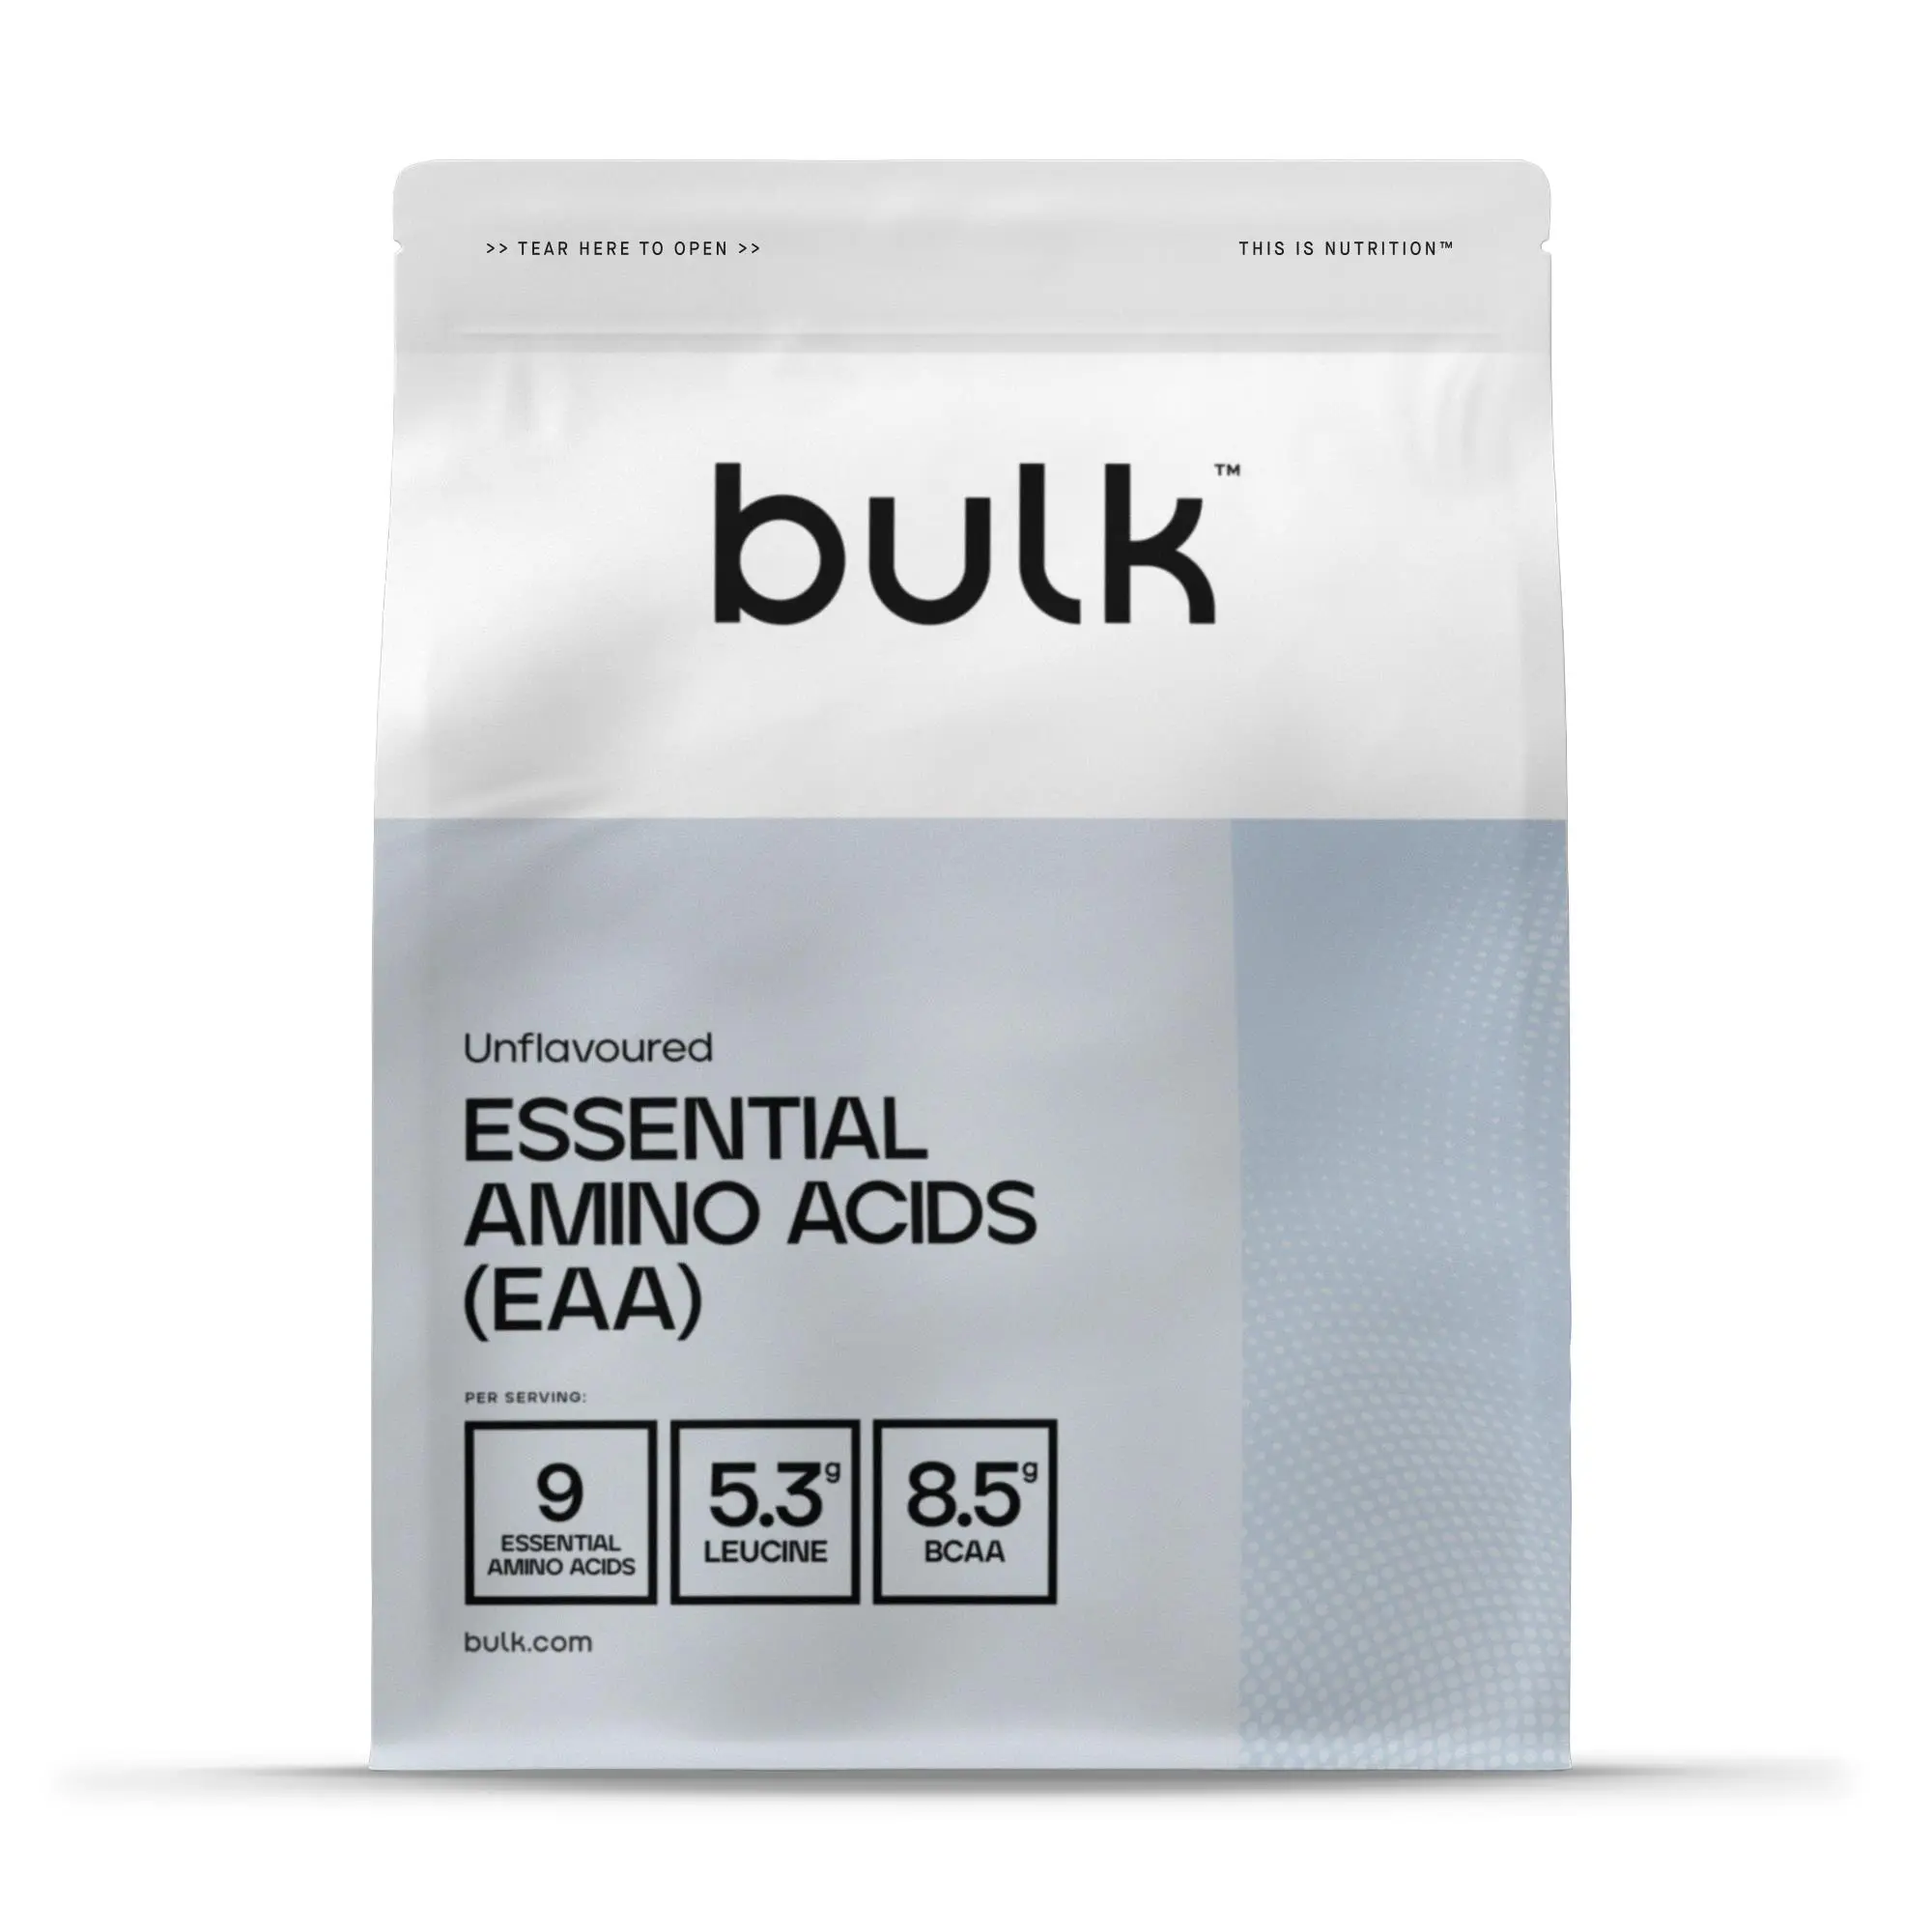 >> TEAR HERE TO OPEN >>
THIS IS NUTRITION™
bulk™
Unflavoured
ESSENTIAL
AMINO ACIDS
(EAA)
PER SERVING:
9
ESSENTIAL
AMINO ACIDS
5.3g
LEUCINE
8.5g
BCAA
bulk.com